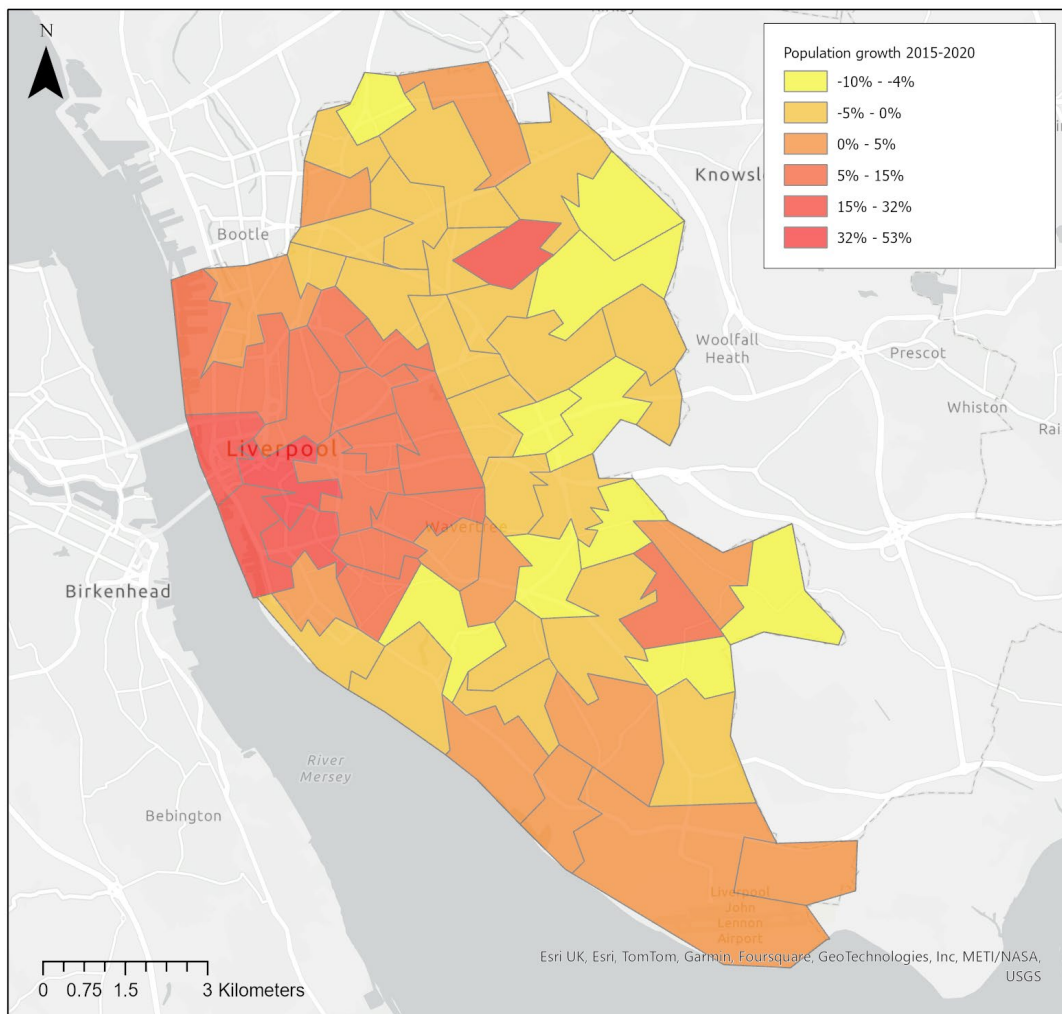 N
Population growth 2015-2020
-10% - -4%
-5% - 0%
0% - 5%
5% - 15%
15% - 32%
32% - 53%
Bootle
Woolfall
Heath
Prescot
Whiston
Liverpool
Wavertree
Birkenhead
River
Mersey
Bebington
Liverpool
John
Lennon
Airport
Esri UK, Esri, TomTom, Garmin, Foursquare, GeoTechnologies, Inc, METI/NASA,
USGS
0 0.75 1.5 3 Kilometers